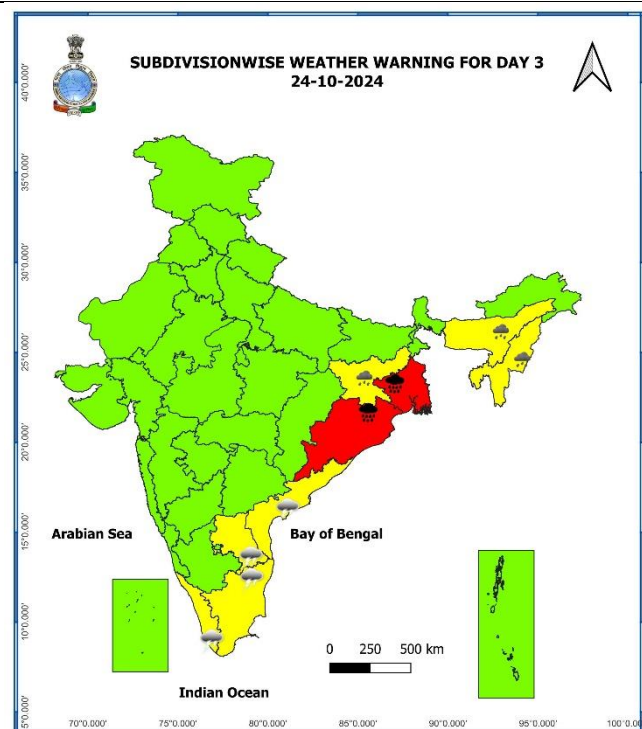 SUBDIVISIONWISE WEATHER WARNING FOR DAY 3
24-10-2024
40°0.000'
35°0.000'
30°0.000'
25°0.000'
20°0.000'
15°0.000'
10°0.000'
5°0.000'
Arabian Sea
Bay of Bengal
0 250 500 km
Indian Ocean
70°0.000' 75°0.000' 80°0.000' 85°0.000' 90°0.000' 95°0.000' 100°0.0